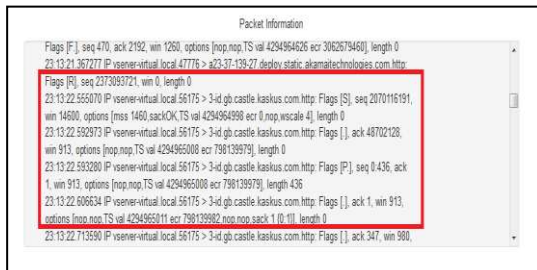 Packet Information
Flags [F.], seq 470, ack 2192, win 1260, options [nop,nop,TS val 4294964626 ecr 3062679460], length 0
23:13:21.367277 IP vserver-virtual.local.47776 > a23-37-139-27.deploy.static.akamaitechnologies.com.http:
Flags [R], seq 2373093721, win 0, length 0
23:13:22.555070 IP vserver-virtual.local.56175 > 3-id.gb.castle.kaskus.com.http: Flags [S], seq 2070116191,
win 14600, options [mss 1460,sackOK,TS val 4294964998 ecr 0,nop,wscale 4], length 0
23:13:22.592973 IP vserver-virtual.local.56175 > 3-id.gb.castle.kaskus.com.http: Flags [.], ack 48702128,
win 913, options [nop,nop,TS val 4294965008 ecr 798139979], length 0
23:13:22.593280 IP vserver-virtual.local.56175 > 3-id.gb.castle.kaskus.com.http: Flags [P.], seq 0:436, ack
1, win 913, options [nop,nop,TS val 4294965008 ecr 798139979], length 436
23:13:22.606634 IP vserver-virtual.local.56175 > 3-id.gb.castle.kaskus.com.http: Flags [.], ack 1, win 913,
options [nop,nop,TS val 4294965011 ecr 798139982,nop,nop,sack 1 {0:1}], length 0
23:13:22.713590 IP vserver-virtual.local.56175 > 3-id.gb.castle.kaskus.com.http: Flags [.], ack 347, win 980,